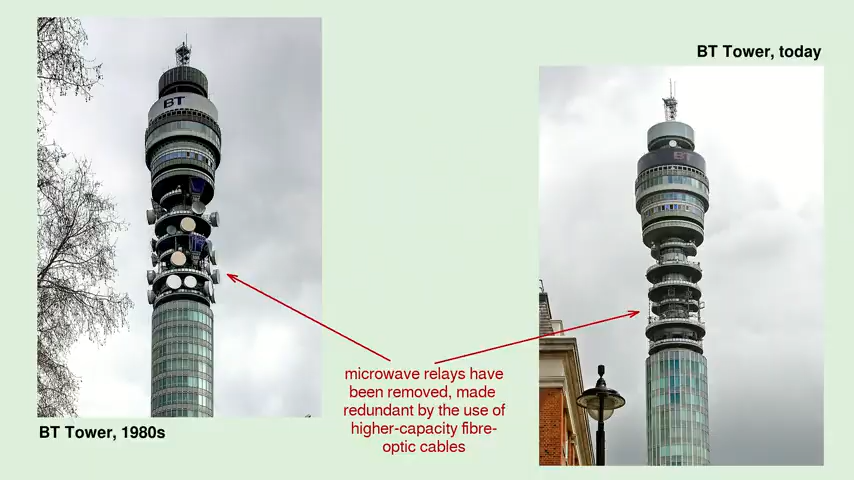 BT Tower, today
BT
BT
microwave relays have
been removed, made
redundant by the use of
higher-capacity fibre-
optic cables
BT Tower, 1980s